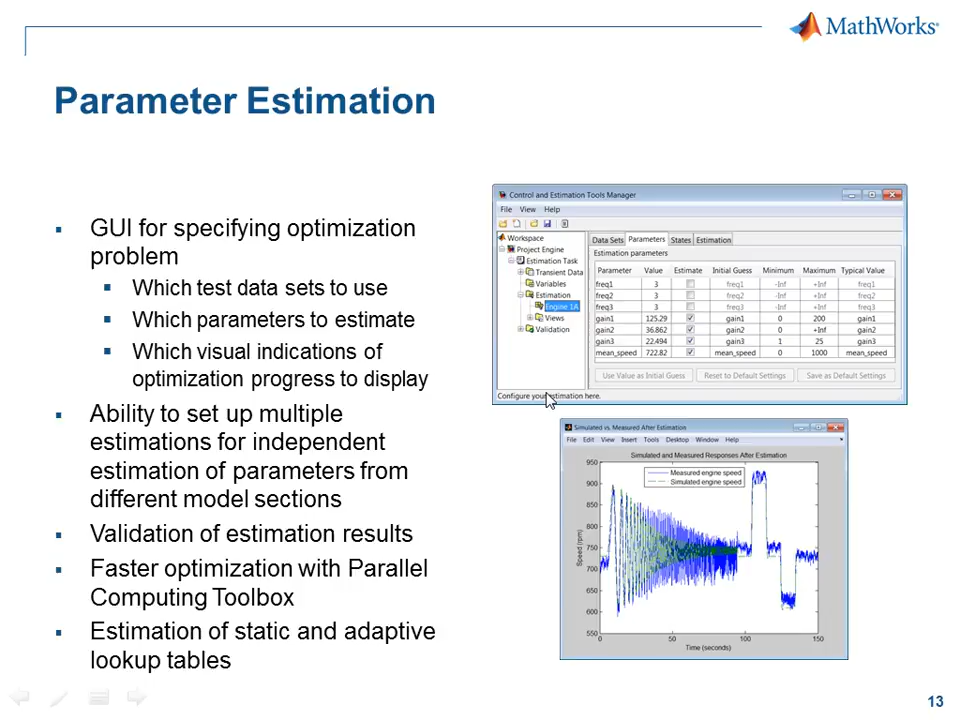 MathWorks®
Parameter Estimation
GUI for specifying optimization
problem
Which test data sets to use
Which parameters to estimate
Which visual indications of
optimization progress to display
Ability to set up multiple
estimations for independent
estimation of parameters from
different model sections
Validation of estimation results
Faster optimization with Parallel
Computing Toolbox
Estimation of static and adaptive
lookup tables
Control and Estimation Tools Manager
File View Help
Workspace
Project Engine
Estimation Task
Transient Data
Variables
Estimation
Engine 1A
Views
Validation
Data Sets Parameters States Estimation
Estimation parameters
Parameter Value Estimate Initial Guess Minimum Maximum Typical Value
freq1 3 freq1 -Inf +Inf freq1
freq2 3 freq2 -Inf +Inf freq2
freq3 3 freq3 -Inf +Inf freq3
gain1 125.29 gain1 0 200 gain1
gain2 36.862 gain2 0 +Inf gain2
gain3 22.494 gain3 1 25 gain3
mean_speed 722.82 mean_speed 0 1000 mean_speed
Use Value as Initial Guess Reset to Default Settings Save as Default Settings
Configure your estimation here.
Simulated vs. Measured After Estimation
File Edit View Insert Tools Desktop Window Help
Simulated and Measured Responses After Estimation
Measured engine speed
Simulated engine speed
950
900
850
800
750
700
650
600
550
Speed (rpm)
0 50 100 150
Time (seconds)
13